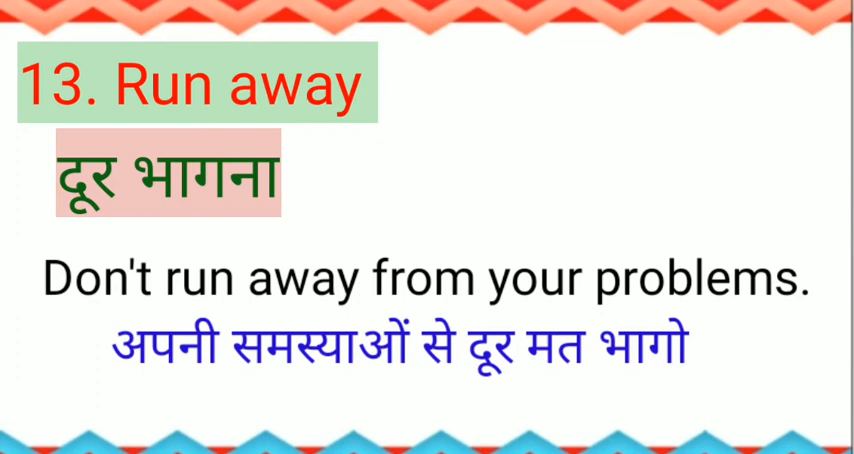 13. Run away
दूर भागना
Don't run away from your problems.
अपनी समस्याओं से दूर मत भागो